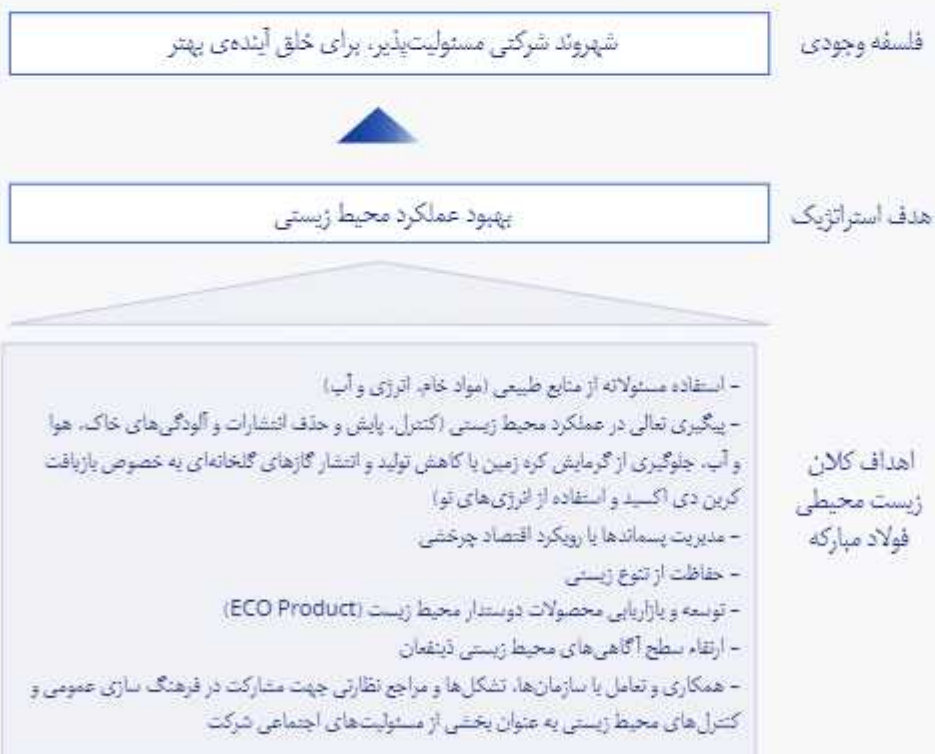 فلسفه وجودی
شهروند شرکتی مسئولیت‌پذیر، برای خلق آینده‌ی بهتر
هدف استراتژیک
بهبود عملکرد محیط زیستی
اهداف کلان
زیست محیطی
فولاد مبارکه
- استفاده مسئولانه از منابع طبیعی (مواد خام، انرژی و آب)
- پیگیری تعالی در عملکرد محیط زیستی (کنترل، پایش و حذف انتشارات و آلودگی‌های خاک، هوا
و آب، جلوگیری از گرمایش کره زمین با کاهش تولید و انتشار گازهای گلخانه‌ای به خصوص بازیافت
کربن دی اکسید و استفاده از انرژی‌های نو)
- مدیریت پسماندها با رویکرد اقتصاد چرخشی
- حفاظت از تنوع زیستی
- توسعه و بازاریابی محصولات دوستدار محیط زیست (ECO Product)
- ارتقاء سطح آگاهی‌های محیط زیستی ذینفعان
- همکاری و تعامل با سازمان‌ها، تشکل‌ها و مراجع نظارتی جهت مشارکت در فرهنگ سازی عمومی و
کنترل‌های محیط زیستی به عنوان بخشی از مسئولیت‌های اجتماعی شرکت